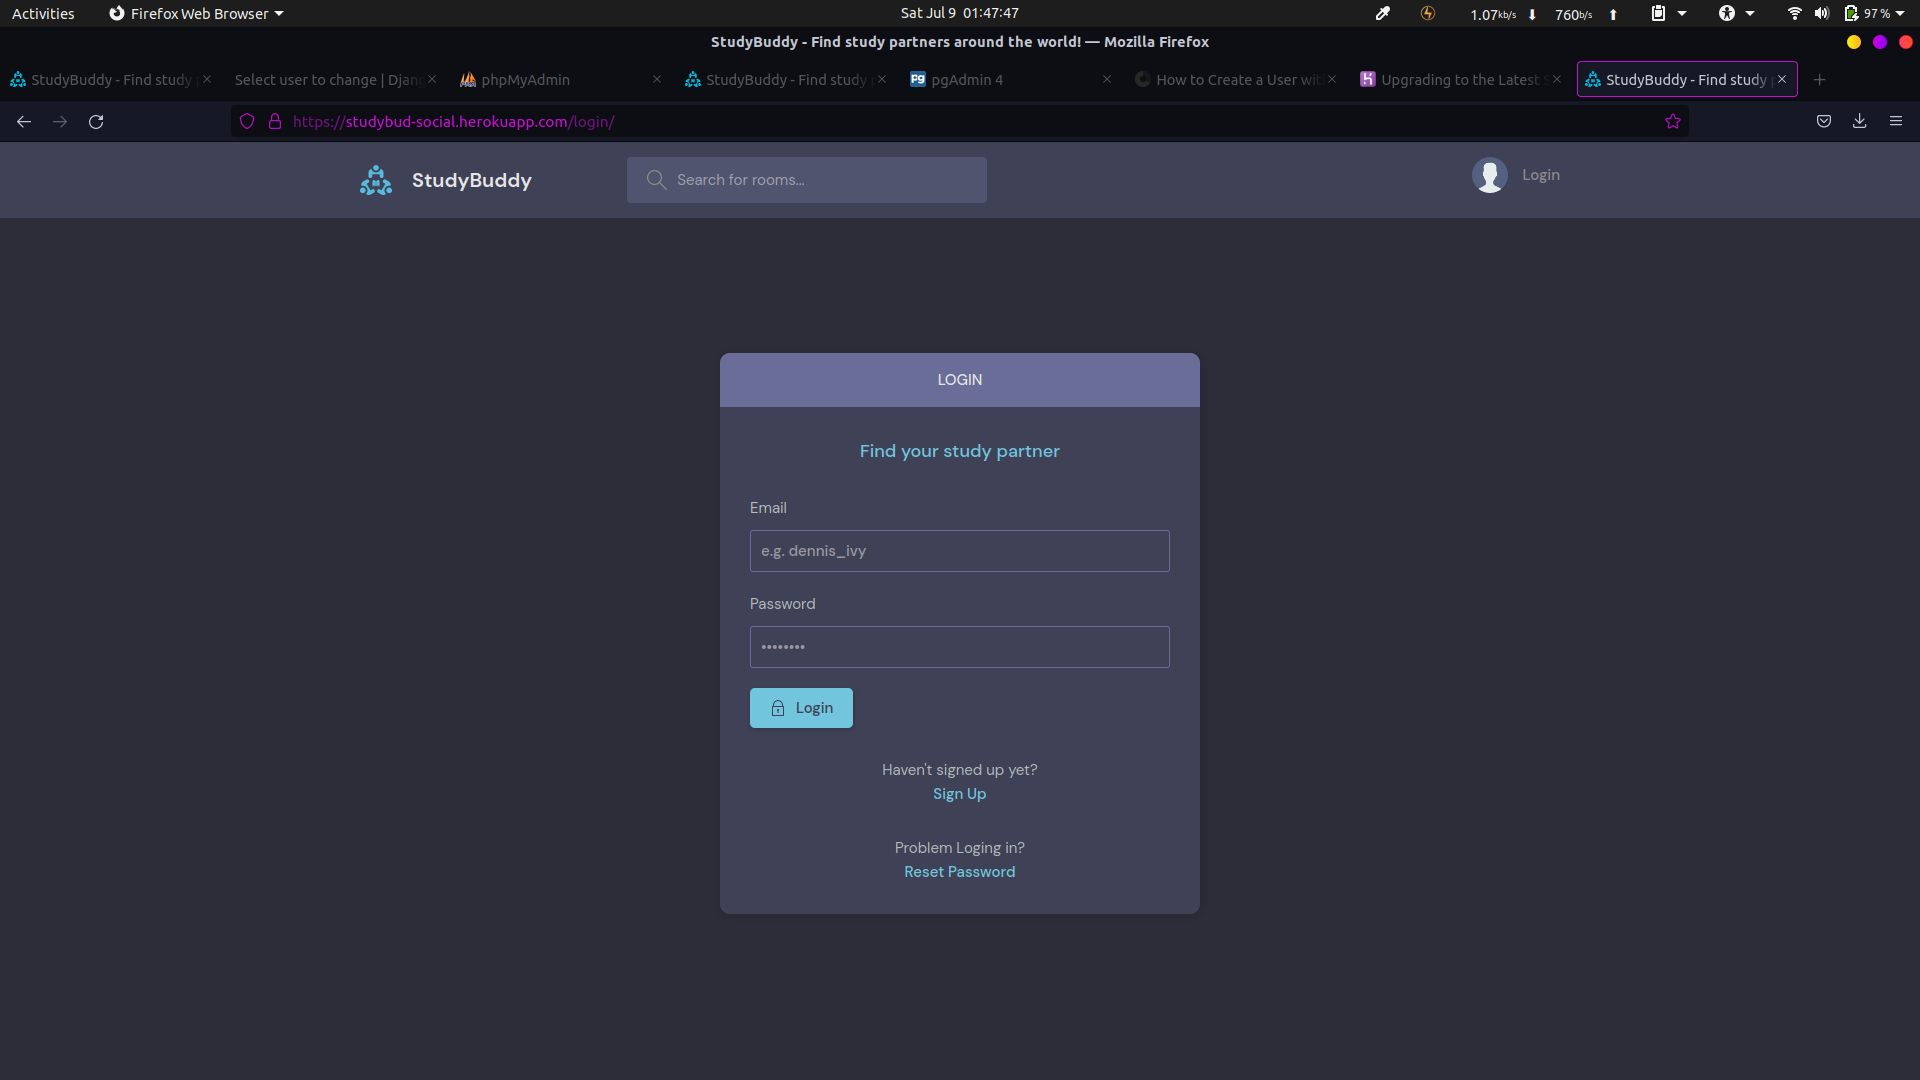 Activities Firefox Web Browser Sat Jul 9 01:47:47 1.07kb/s 760b/s 97 %
StudyBuddy - Find study partners around the world! — Mozilla Firefox
StudyBuddy - Find study Select user to change | Djan phpMyAdmin StudyBuddy - Find study pgAdmin 4 How to Create a User wit Upgrading to the Latest StudyBuddy - Find study
https://studybud-social.herokuapp.com/login/
StudyBuddy Search for rooms... Login
LOGIN
Find your study partner
Email
e.g. dennis_ivy
Password
••••••••
Login
Haven't signed up yet?
Sign Up
Problem Loging in?
Reset Password